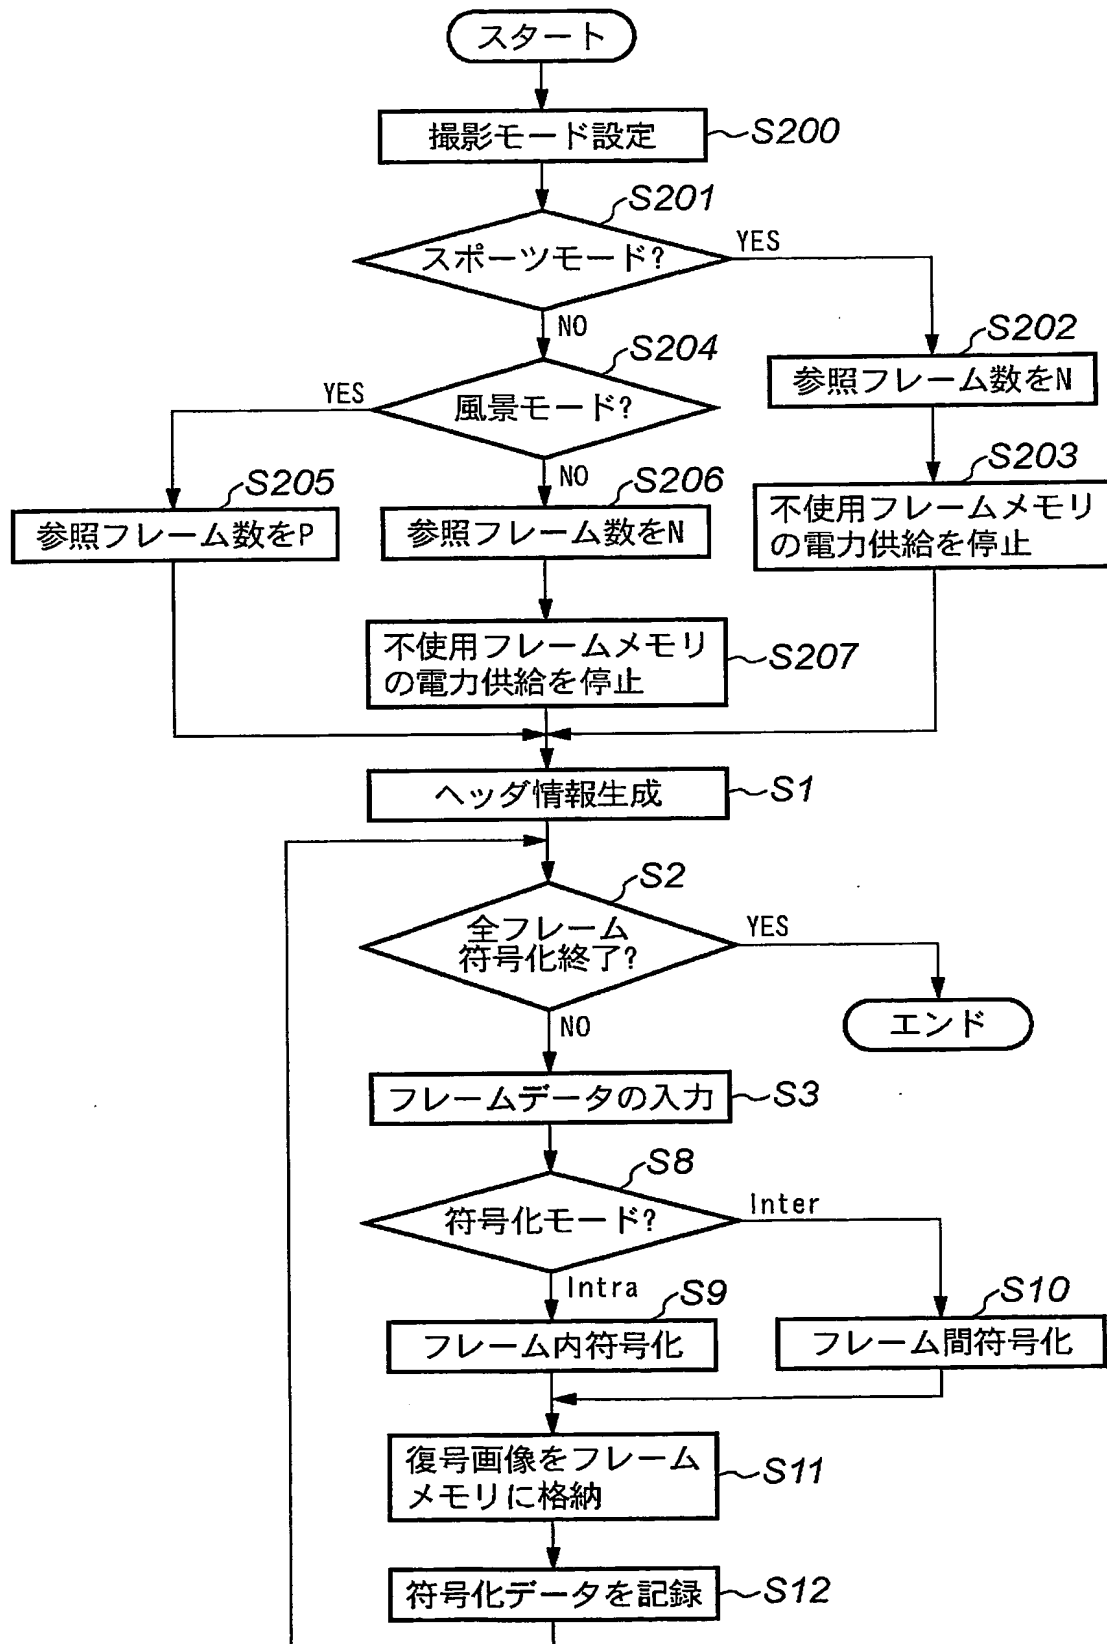 スタート
撮影モード設定
S200
S201
スポーツモード?
YES
NO
S202
参照フレーム数をN
S204
風景モード?
YES
NO
S203
不使用フレームメモリ
の電力供給を停止
S205
参照フレーム数をP
S206
参照フレーム数をN
不使用フレームメモリ
の電力供給を停止
S207
ヘッダ情報生成
S1
S2
全フレーム
符号化終了?
YES
NO
エンド
フレームデータの入力
S3
S8
符号化モード?
Inter
Intra
S9
フレーム内符号化
S10
フレーム間符号化
復号画像をフレーム
メモリに格納
S11
符号化データを記録
S12